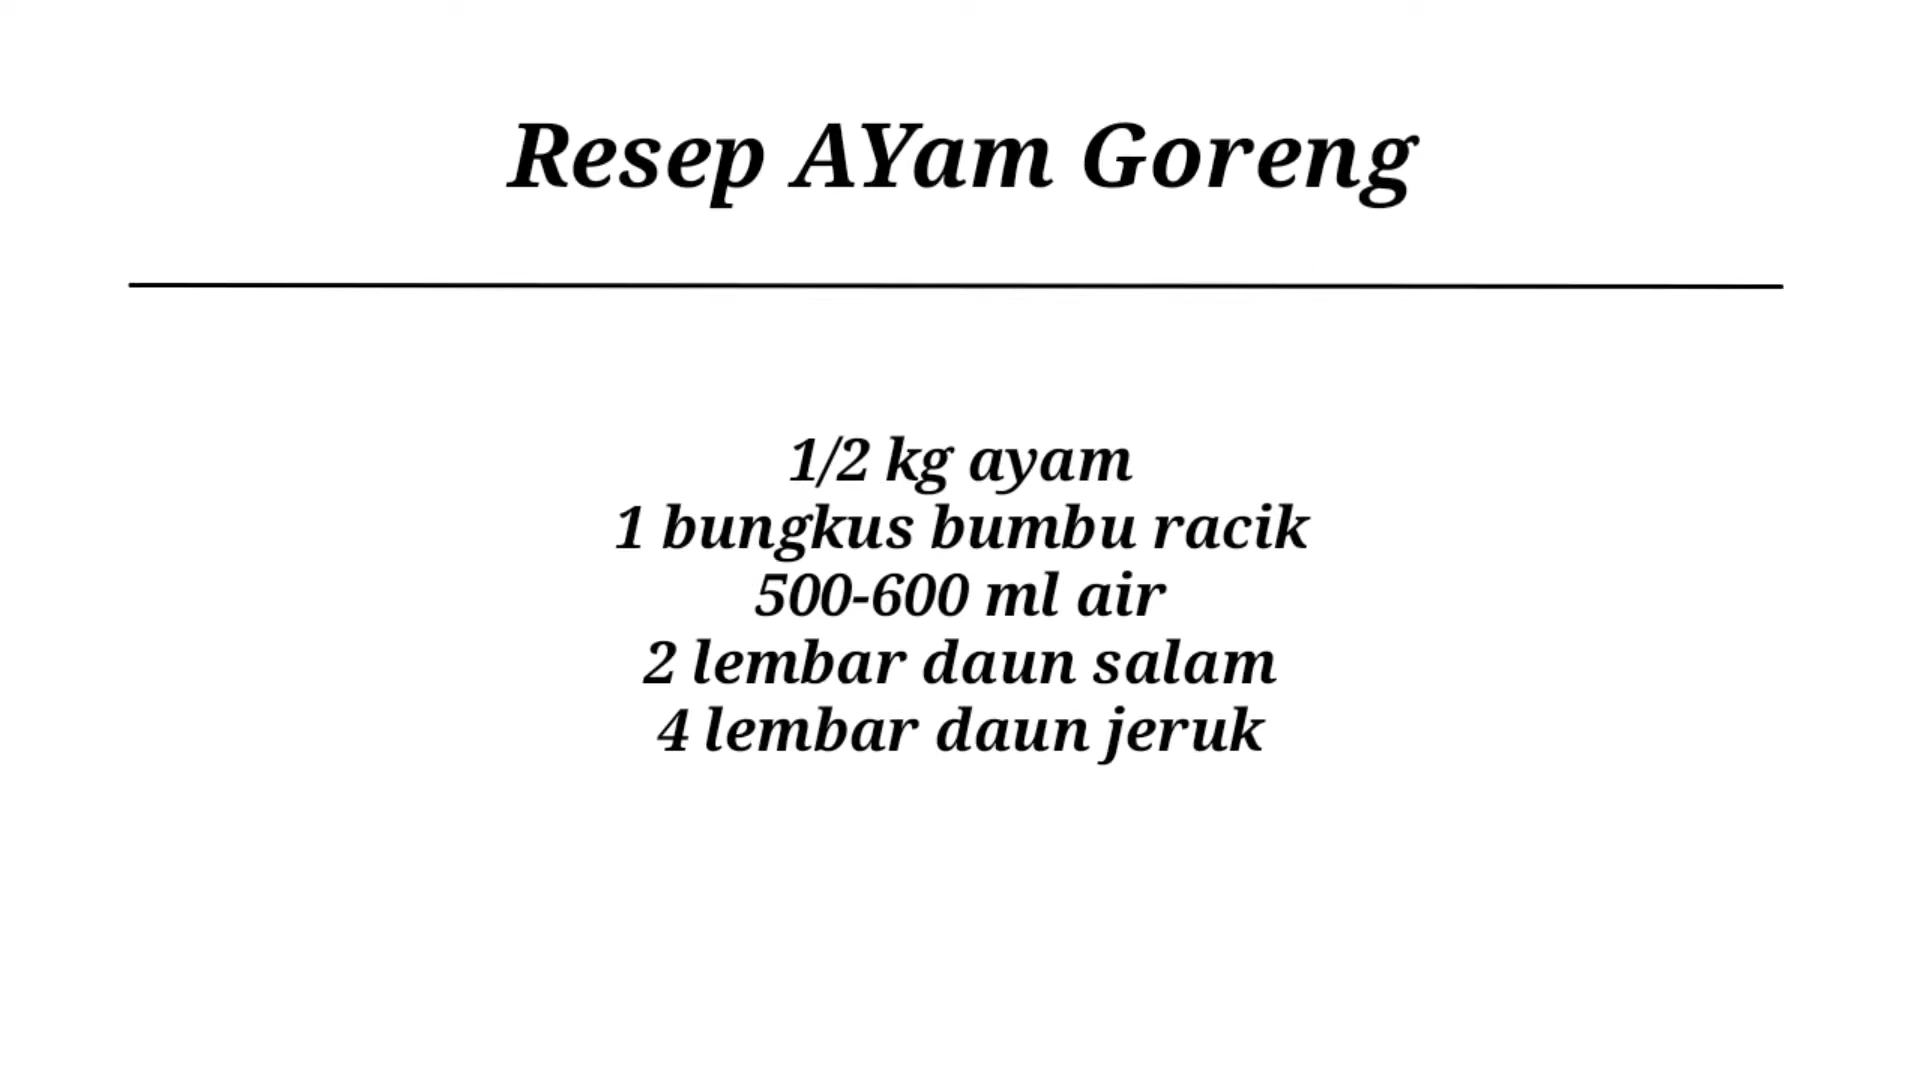 Resep AYam Goreng
1/2 kg ayam
1 bungkus bumbu racik
500-600 ml air
2 lembar daun salam
4 lembar daun jeruk